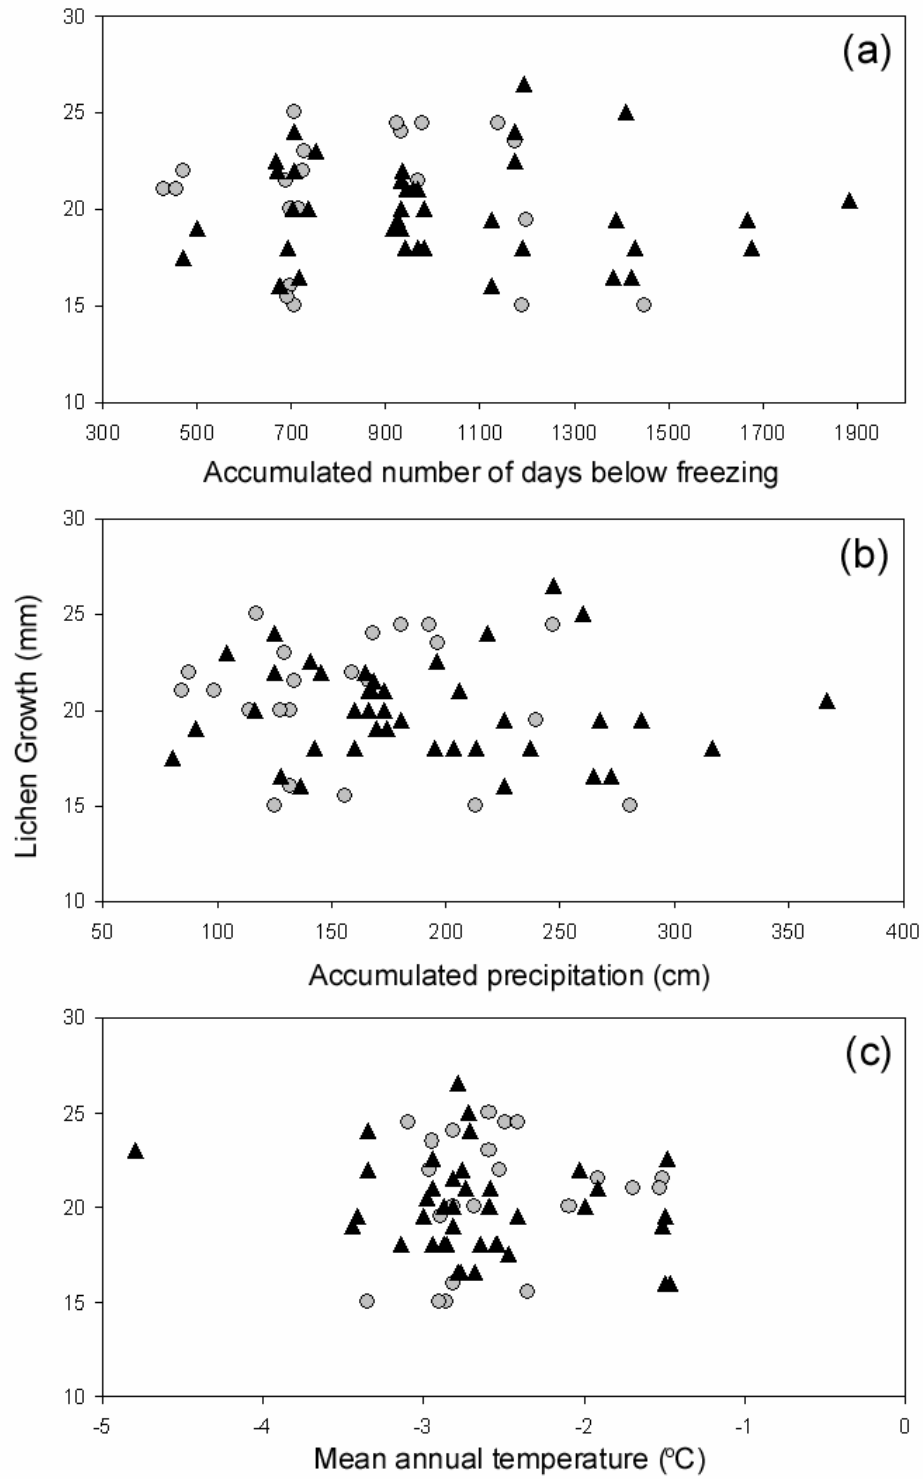 30
(a)
25
20
15
10
300 500 700 900 1100 1300 1500 1700 1900
Accumulated number of days below freezing
30
(b)
25
20
15
10
Lichen Growth (mm)
50 100 150 200 250 300 350 400
Accumulated precipitation (cm)
30
(c)
25
20
15
10
-5 -4 -3 -2 -1 0
Mean annual temperature (ºC)